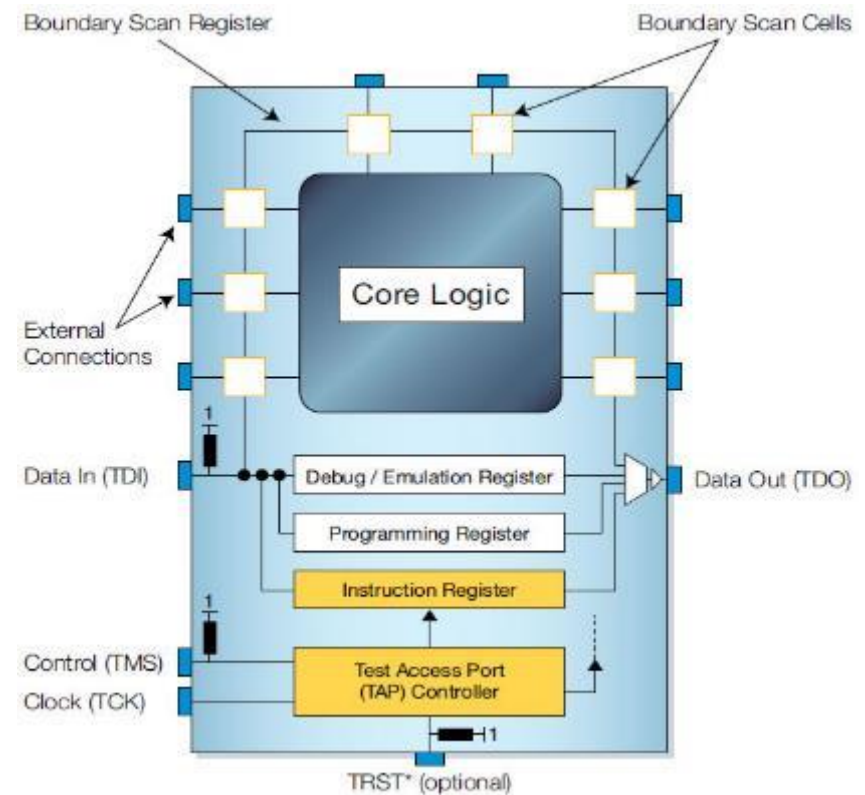 Boundary Scan Register
Boundary Scan Cells
Core Logic
External
Connections
1
Data In (TDI)
Debug / Emulation Register
Data Out (TDO)
Programming Register
Instruction Register
1
Control (TMS)
Test Access Port
(TAP) Controller
Clock (TCK)
1
TRST* (optional)